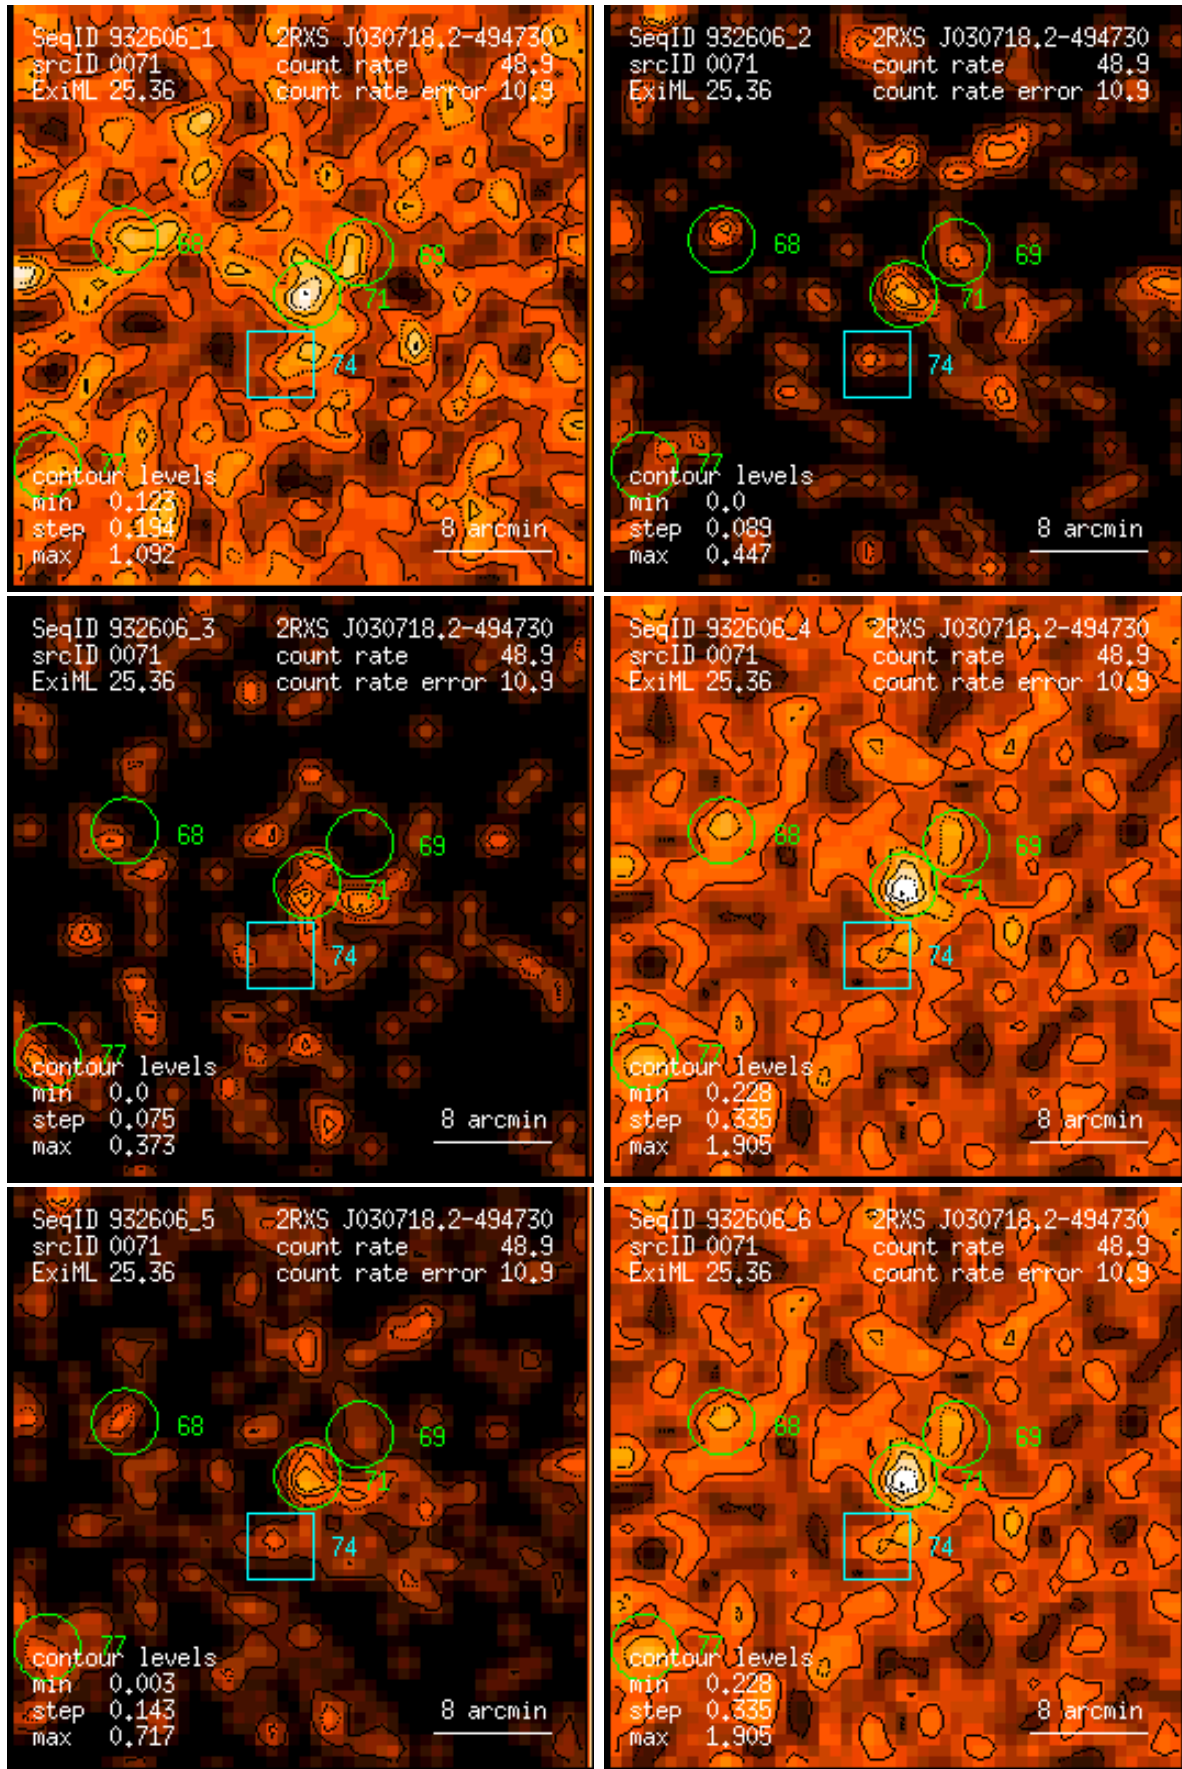 SeqID 932606_1 2RXS J030718.2-494730
srcID 0071 count rate 48.9
ExiML 25.36 count rate error 10.9
68
69
71
74
77
contour levels
min 0.123
step 0.194 8 arcmin
max 1.092
SeqID 932606_2 2RXS J030718.2-494730
srcID 0071 count rate 48.9
ExiML 25.36 count rate error 10.9
68
69
71
74
77
contour levels
min 0.0
step 0.089 8 arcmin
max 0.447
SeqID 932606_3 2RXS J030718.2-494730
srcID 0071 count rate 48.9
ExiML 25.36 count rate error 10.9
68
69
71
74
77
contour levels
min 0.0
step 0.075 8 arcmin
max 0.373
SeqID 932606_4 2RXS J030718.2-494730
srcID 0071 count rate 48.9
ExiML 25.36 count rate error 10.9
68
69
71
74
77
contour levels
min 0.228
step 0.335 8 arcmin
max 1.905
SeqID 932606_5 2RXS J030718.2-494730
srcID 0071 count rate 48.9
ExiML 25.36 count rate error 10.9
68
69
71
74
77
contour levels
min 0.003
step 0.143 8 arcmin
max 0.717
SeqID 932606_6 2RXS J030718.2-494730
srcID 0071 count rate 48.9
ExiML 25.36 count rate error 10.9
68
69
71
74
77
contour levels
min 0.228
step 0.335 8 arcmin
max 1.905